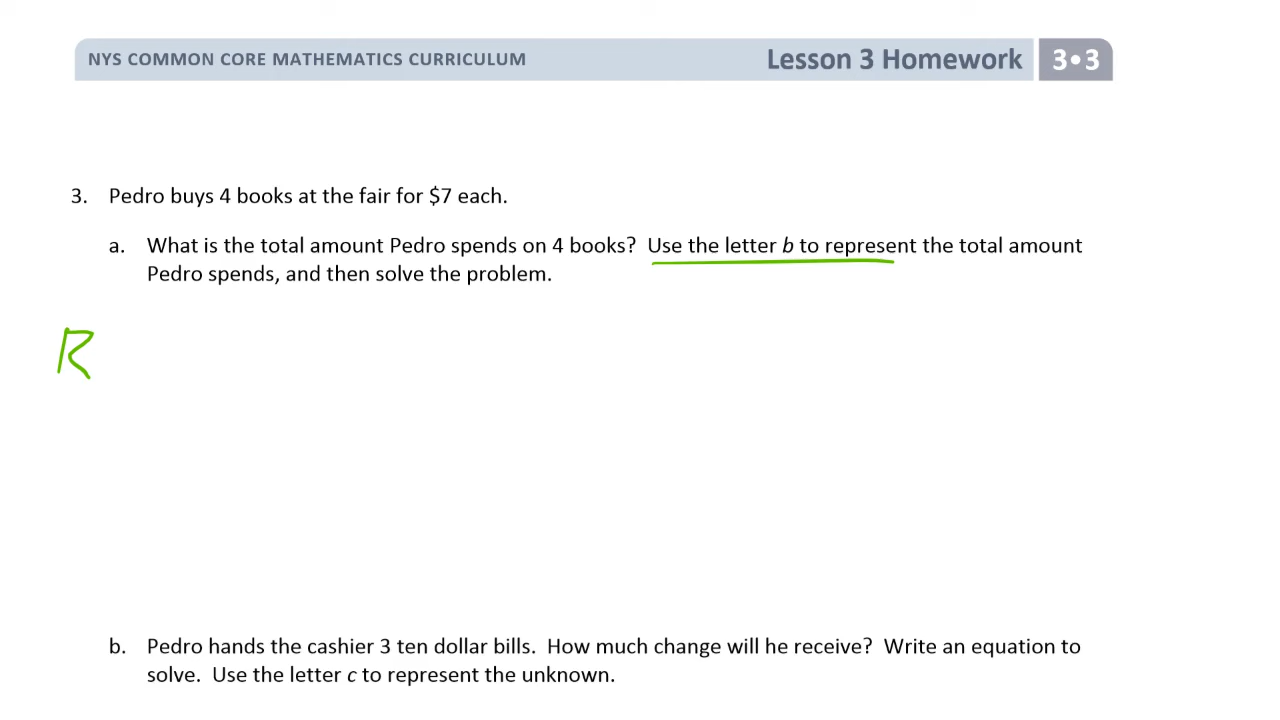 NYS COMMON CORE MATHEMATICS CURRICULUM Lesson 3 Homework 3•3
3. Pedro buys 4 books at the fair for $7 each.
a. What is the total amount Pedro spends on 4 books? Use the letter b to represent the total amount
Pedro spends, and then solve the problem.
R
b. Pedro hands the cashier 3 ten dollar bills. How much change will he receive? Write an equation to
solve. Use the letter c to represent the unknown.